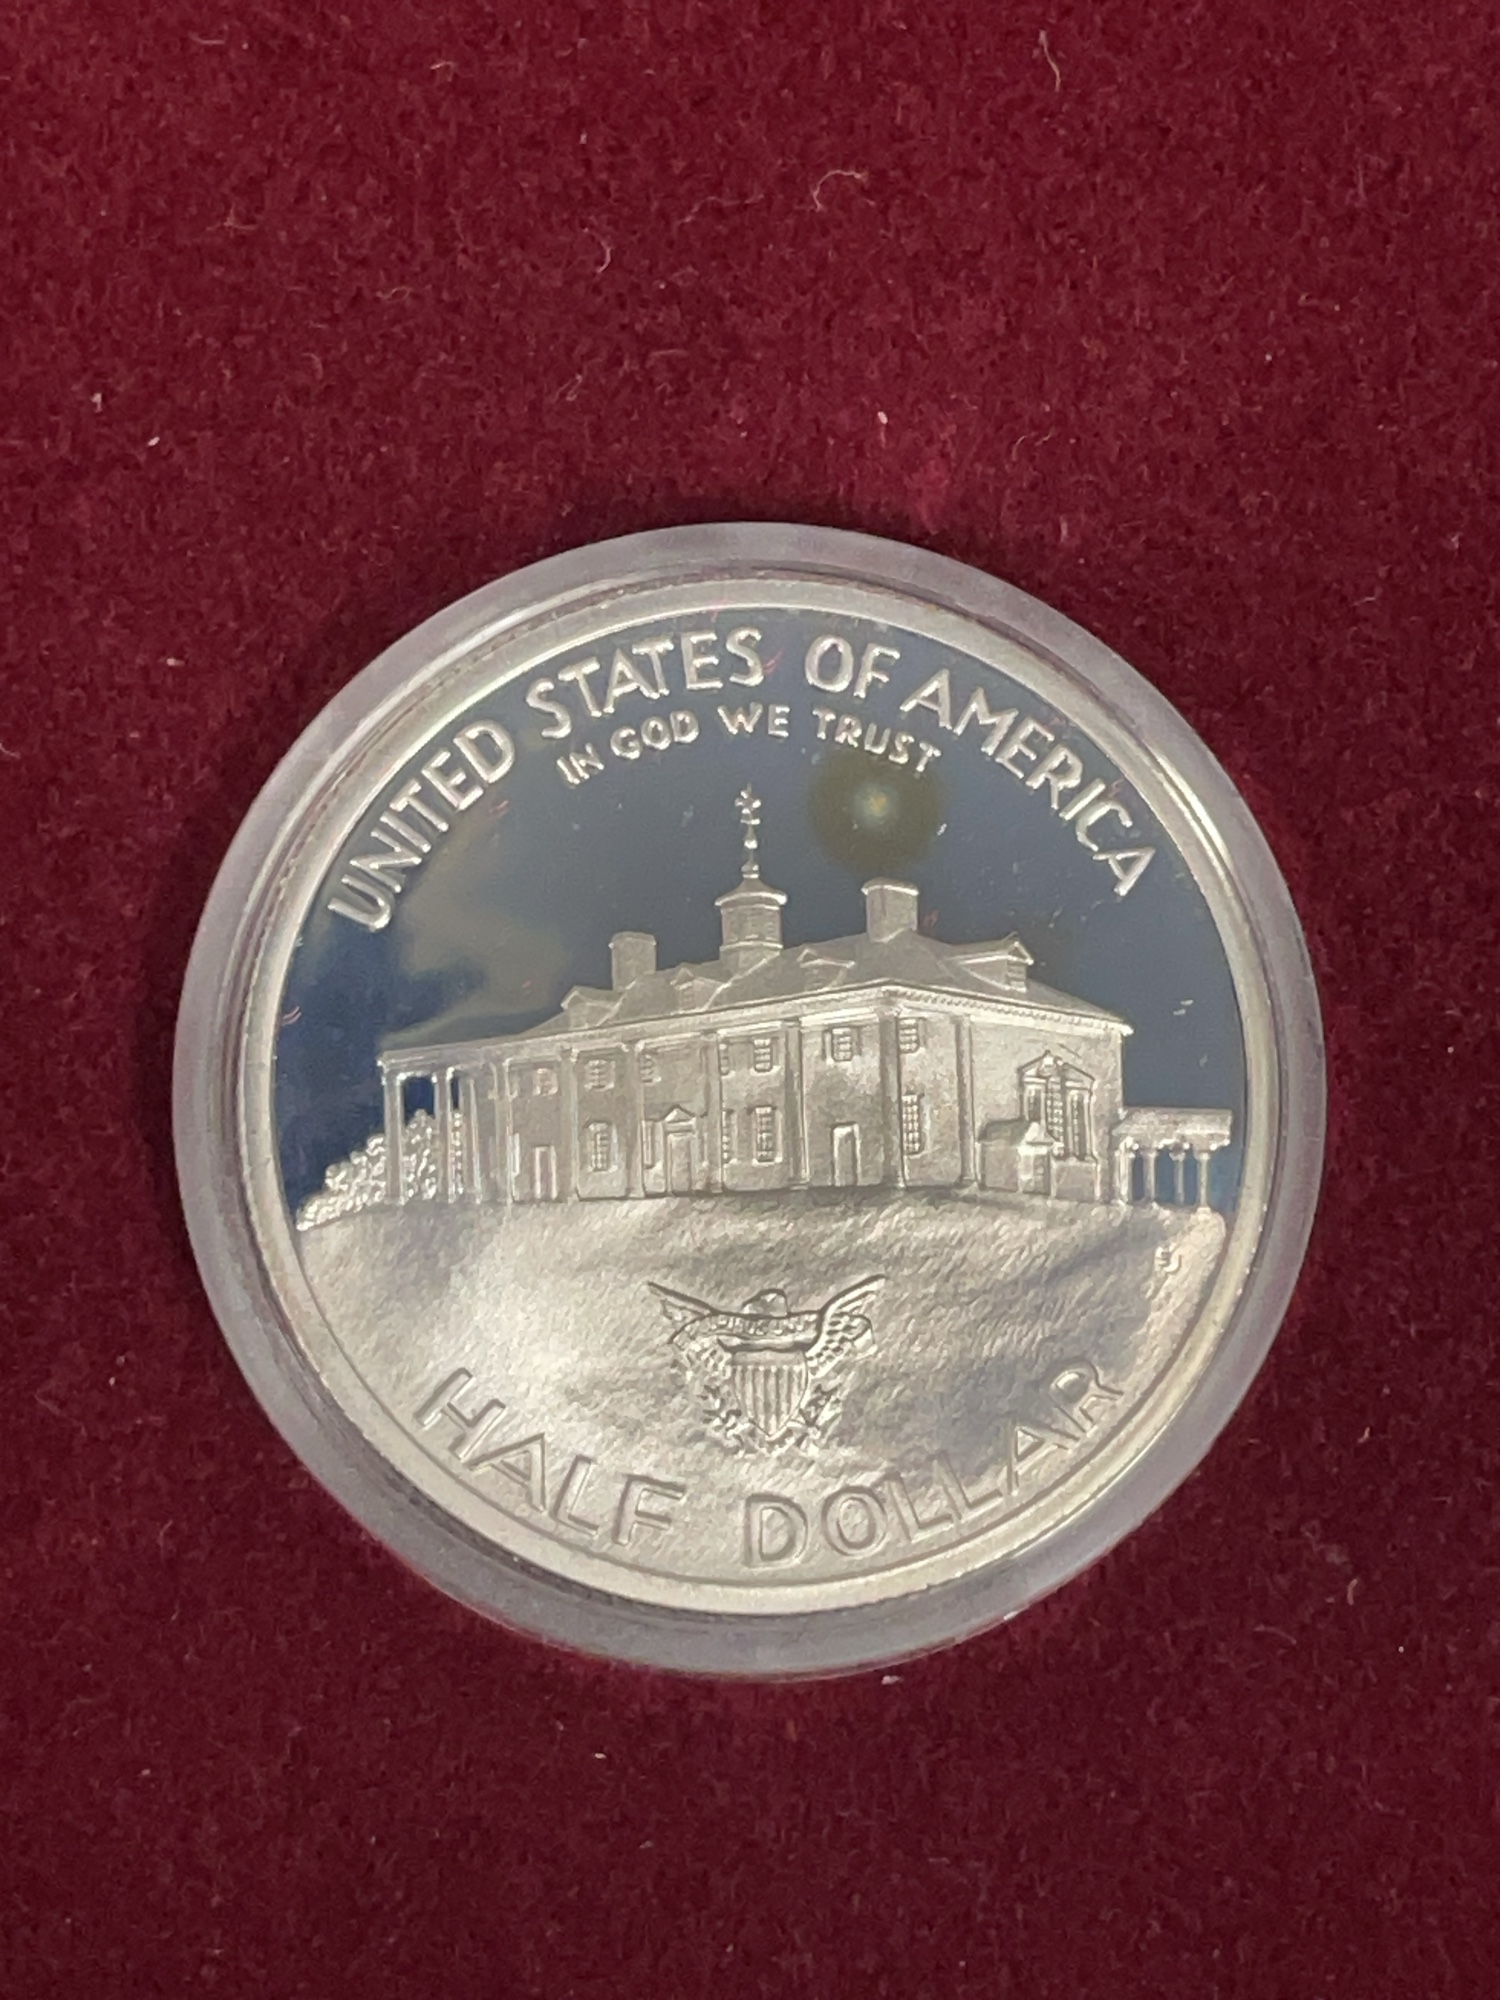 UNITED STATES OF AMERICA
IN GOD WE TRUST
HALF DOLLAR